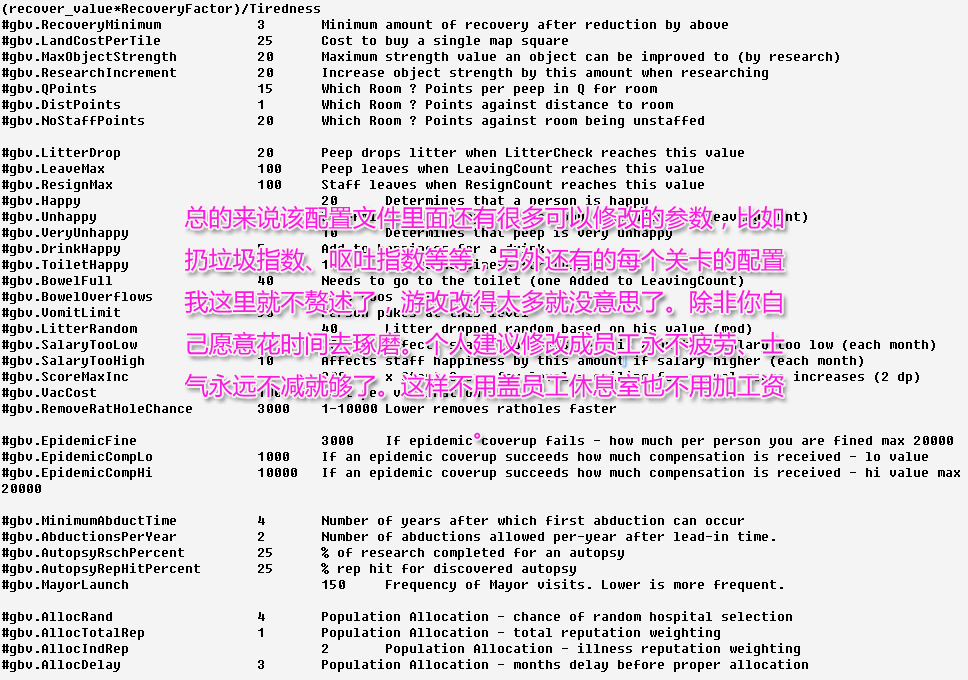 (recover_value*RecoveryFactor)/Tiredness
#gbv.RecoveryMinimum 3 Minimum amount of recovery after reduction by above
#gbv.LandCostPerTile 25 Cost to buy a single map square
#gbv.MaxObjectStrength 20 Maximum strength value an object can be improved to (by research)
#gbv.ResearchIncrement 20 Increase object strength by this amount when researching
#gbv.QPoints 15 Which Room ? Points per peep in Q for room
#gbv.DistPoints 1 Which Room ? Points against distance to room
#gbv.NoStaffPoints 20 Which Room ? Points against room being unstaffed
#gbv.LitterDrop 20 Peep drops litter when LitterCheck reaches this value
#gbv.LeaveMax 100 Peep leaves when LeavingCount reaches this value
#gbv.ResignMax 100 Staff leaves when ResignCount reaches this value
#gbv.Happy 20 Determines that a person is happy
#gbv.Unhappy
总的来说该配置文件里面还有很多可以修改的参数，比如
#gbv.VeryUnhappy 10 Determines that peep is very unhappy
#gbv.DrinkHappy Add to happiness for a drink
扔垃圾指数、呕吐指数等等，另外还有的每个关卡的配置
#gbv.ToiletHappy
#gbv.BowelFull 40 Needs to go to the toilet (one Added to LeavingCount)
#gbv.BowelOverflows
我这里就不赘述了。游改改得太多就没意思了。除非你自
#gbv.VomitLimit
#gbv.LitterRandom 40 Litter dropped random based on his value (mod)
#gbv.SalaryTooLow too low (each month)
己愿意花时间去琢磨。个人建议修改成员工永不疲劳、士
#gbv.SalaryTooHigh 10 Affects staff happiness by this amount if salary higher (each month)
#gbv.ScoreMaxInc increases (2 dp)
#gbv.VacCost
气永远不减就够了。这样不用盖员工休息室也不用加工资
#gbv.RemoveRatHoleChance 3000 1-10000 Lower removes ratholes faster
。
#gbv.EpidemicFine 3000 If epidemic coverup fails - how much per person you are fined max 20000
#gbv.EpidemicCompLo 1000 If an epidemic coverup succeeds how much compensation is received - lo value
#gbv.EpidemicCompHi 10000 If an epidemic coverup succeeds how much compensation is received - hi value max
20000
#gbv.MinimumAbductTime 4 Number of years after which first abduction can occur
#gbv.AbductionsPerYear 2 Number of abductions allowed per-year after lead-in time.
#gbv.AutopsyRschPercent 25 % of research completed for an autopsy
#gbv.AutopsyRepHitPercent 25 % rep hit for discovered autopsy
#gbv.MayorLaunch 150 Frequency of Mayor visits. Lower is more frequent.
#gbv.AllocRand 4 Population Allocation - chance of random hospital selection
#gbv.AllocTotalRep 1 Population Allocation - total reputation weighting
#gbv.AllocIndRep 2 Population Allocation - illness reputation weighting
#gbv.AllocDelay 3 Population Allocation - months delay before proper allocation